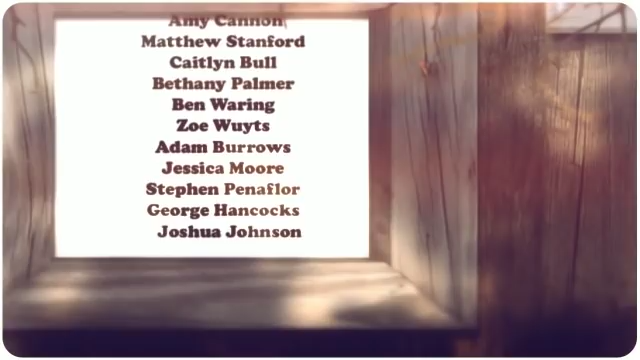 Amy Cannon
Matthew Stanford
Caitlyn Bull
Bethany Palmer
Ben Waring
Zoe Wuyts
Adam Burrows
Jessica Moore
Stephen Penaflor
George Hancocks
Joshua Johnson